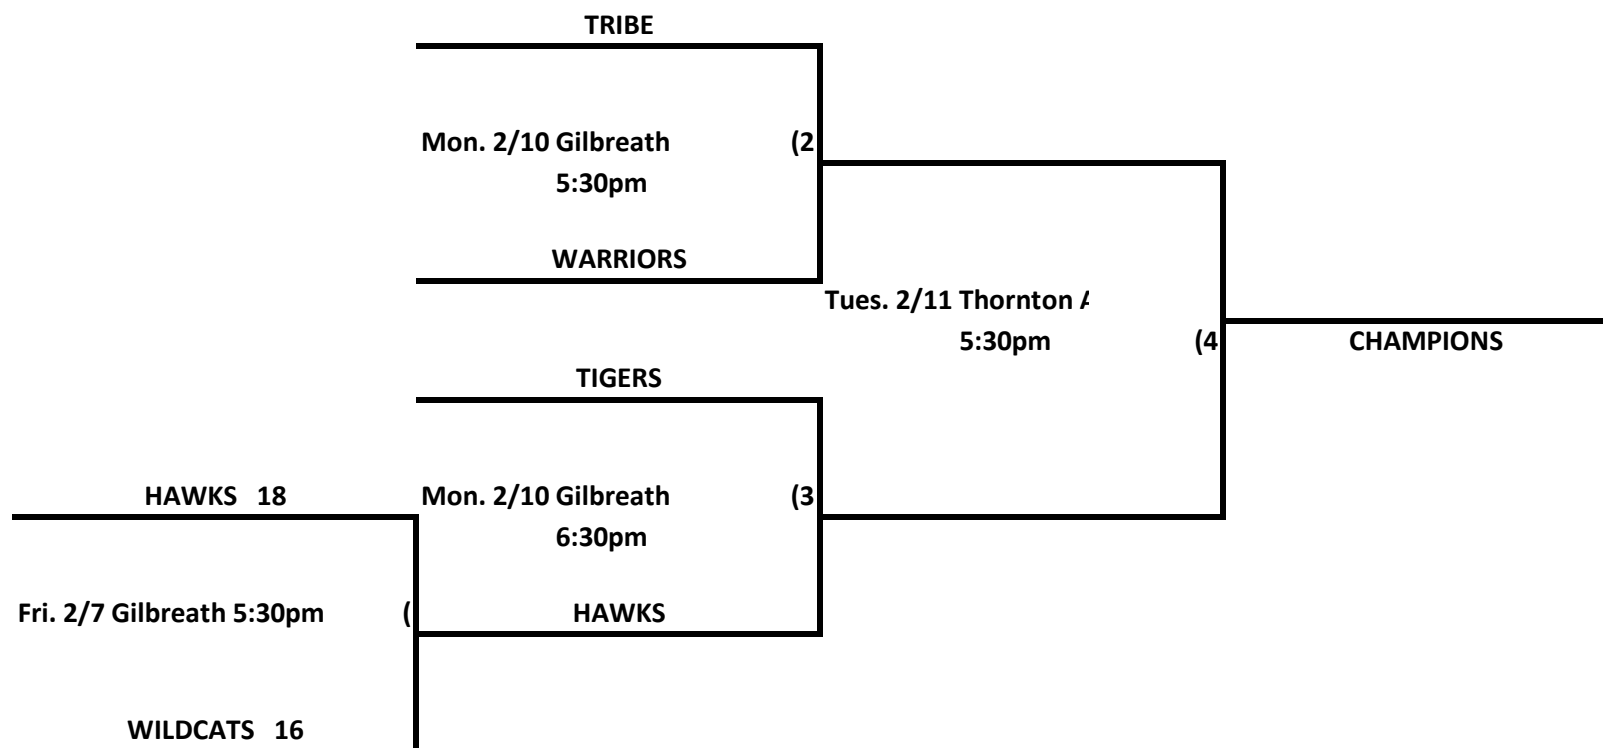 TRIBE
Mon. 2/10 Gilbreath (2
5:30pm
WARRIORS
Tues. 2/11 Thornton
5:30pm (4
CHAMPIONS
TIGERS
HAWKS 18
Mon. 2/10 Gilbreath (3
6:30pm
Fri. 2/7 Gilbreath 5:30pm (
HAWKS
WILDCATS 16